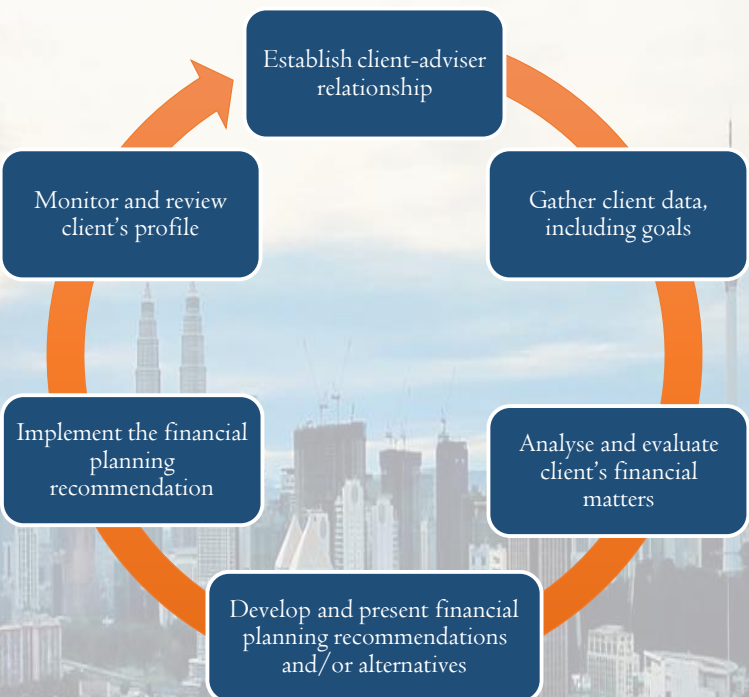 Establish client-adviser
relationship
Gather client data,
including goals
Analyse and evaluate
client's financial
matters
Develop and present financial
planning recommendations
and/or alternatives
Implement the financial
planning
recommendation
Monitor and review
client's profile